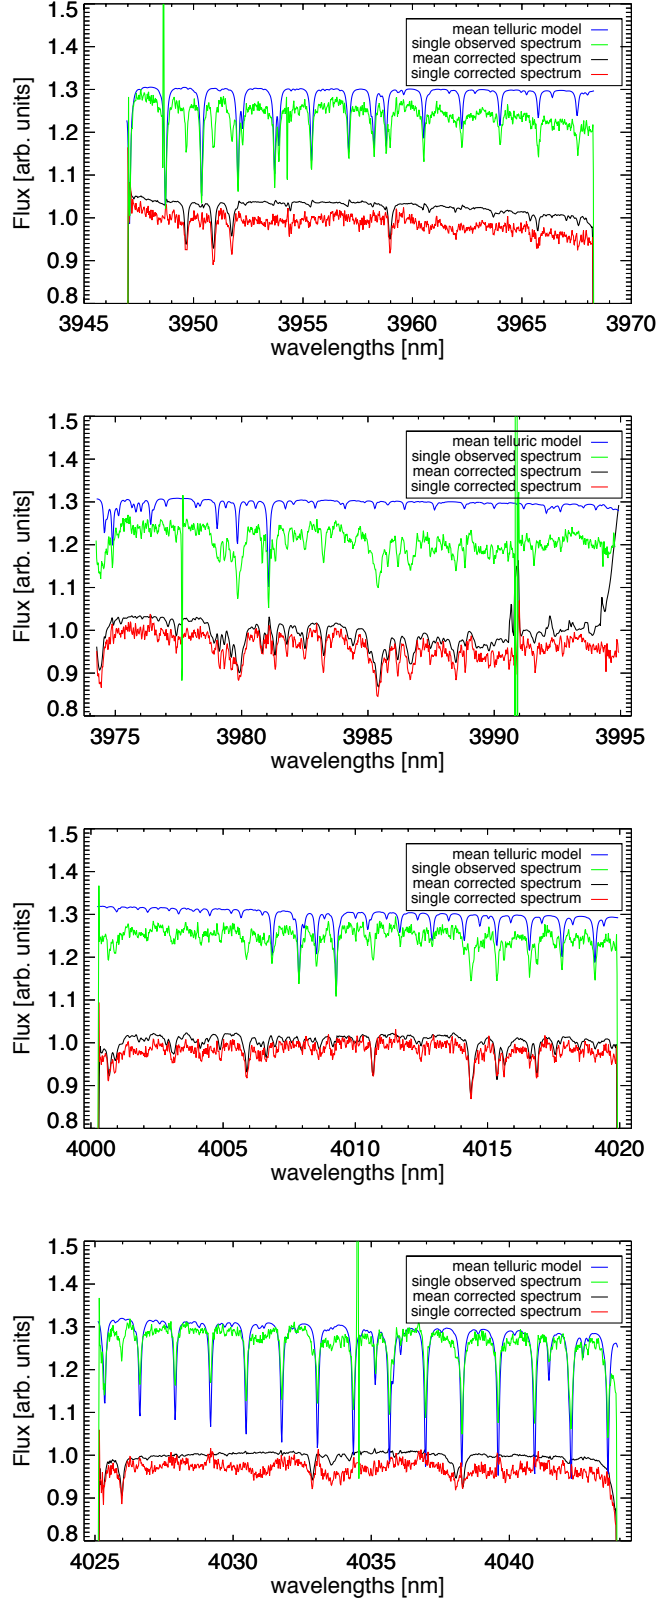 1.5
1.4
1.3
1.2
1.1
1.0
0.9
0.8
Flux [arb. units]
mean telluric model
single observed spectrum
mean corrected spectrum
single corrected spectrum
3945 3950 3955 3960 3965 3970
wavelengths [nm]
1.5
1.4
1.3
1.2
1.1
1.0
0.9
0.8
Flux [arb. units]
mean telluric model
single observed spectrum
mean corrected spectrum
single corrected spectrum
3975 3980 3985 3990 3995
wavelengths [nm]
1.5
1.4
1.3
1.2
1.1
1.0
0.9
0.8
Flux [arb. units]
mean telluric model
single observed spectrum
mean corrected spectrum
single corrected spectrum
4000 4005 4010 4015 4020
wavelengths [nm]
1.5
1.4
1.3
1.2
1.1
1.0
0.9
0.8
Flux [arb. units]
mean telluric model
single observed spectrum
mean corrected spectrum
single corrected spectrum
4025 4030 4035 4040
wavelengths [nm]